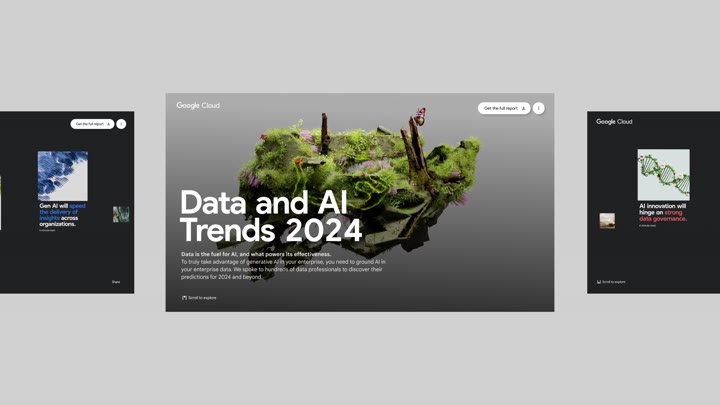 Get the full report
Gen AI will speed
the delivery of
insights across
organizations.
Google Cloud
Get the full report
Data and AI
Trends 2024
Data is the fuel for AI, and what powers its effectiveness.
To truly take advantage of generative AI in your enterprise, you need to ground AI in
your enterprise data. We spoke to hundreds of data professionals to discover their
predictions for 2024 and beyond.
Scroll to explore
Google Cloud
AI innovation will
hinge on strong
data governance.
Scroll to explore